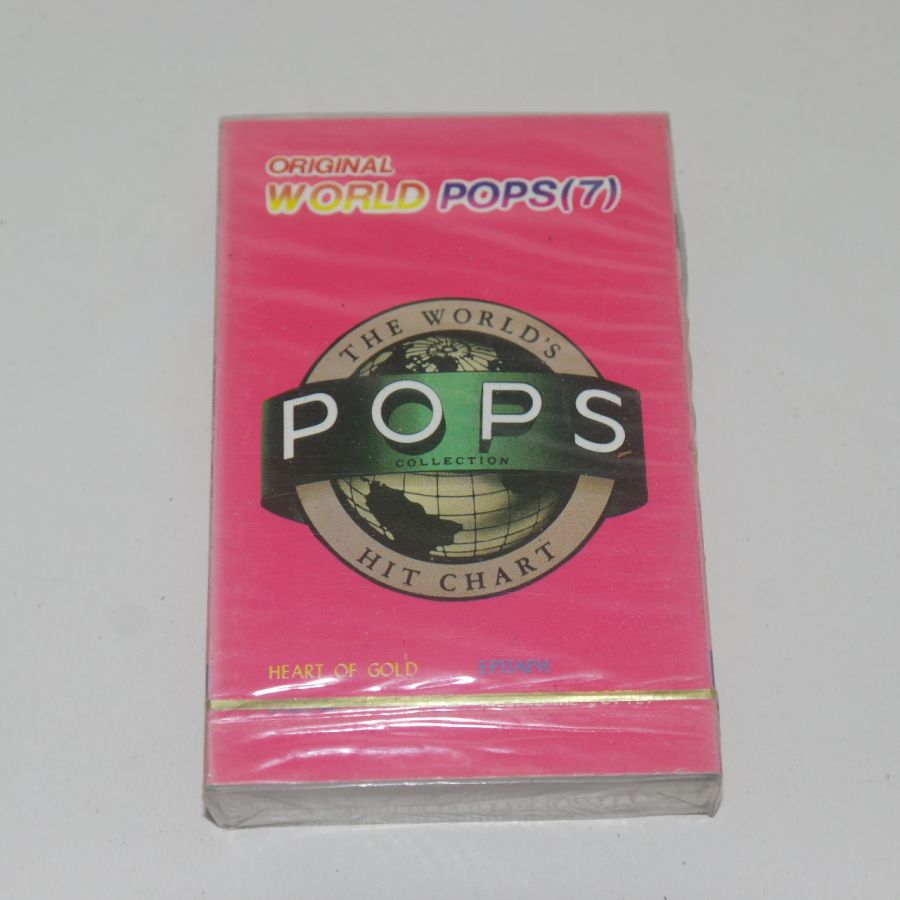 ORIGINAL
WORLD POPS(7)
THE WORLD'S
POPS
COLLECTION
HIT CHART
HEART OF GOLD
EPITAPH